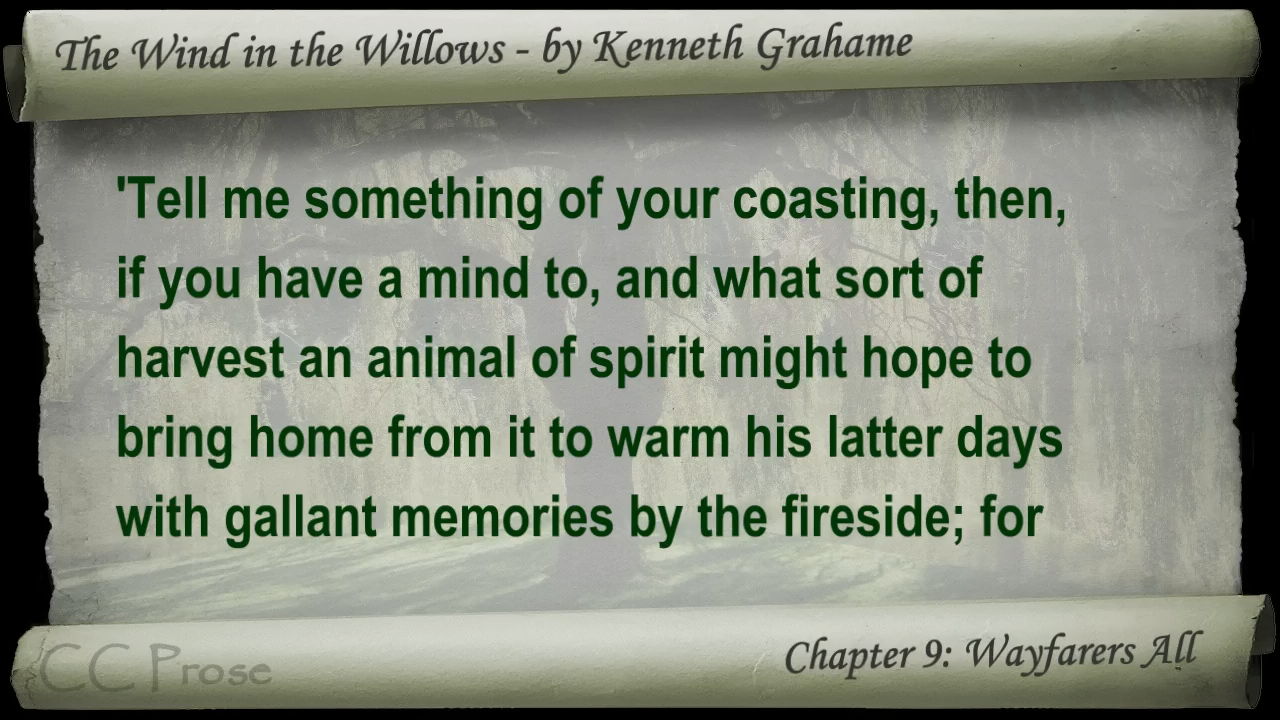 The Wind in the Willows - by Kenneth Grahame
'Tell me something of your coasting, then,
if you have a mind to, and what sort of
harvest an animal of spirit might hope to
bring home from it to warm his latter days
with gallant memories by the fireside; for
CC Prose
Chapter 9: Wayfarers All